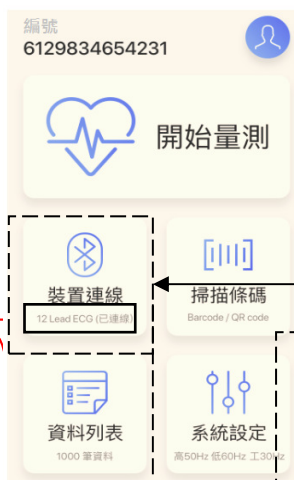 編號
6129834654231
開始量測
裝置連線
掃描條碼
12 Lead ECG (已連線)
Barcode / QR code
資料列表
系統設定
1000 筆資料
高50Hz 低60Hz 工30Hz